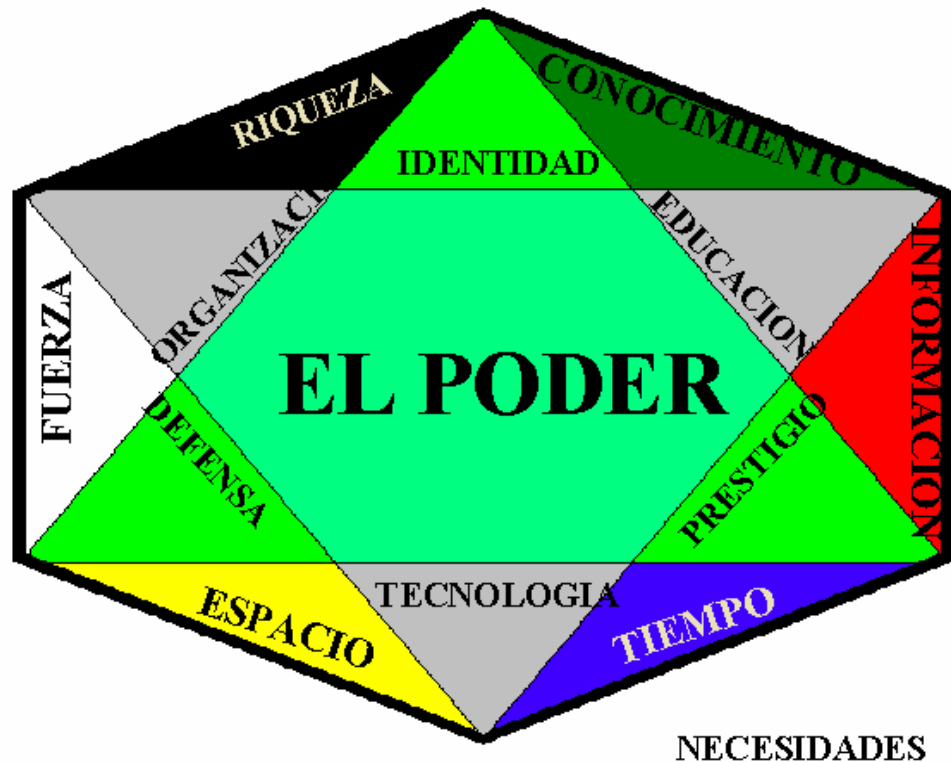 RIQUEZA
CONOCIMIENTO
IDENTIDAD
ORGANIZACI
EDUCACION
FUERZA
INFORMACION
EL PODER
DEFENSA
PRESTIGIO
TECNOLOGIA
ESPACIO
TIEMPO
NECESIDADES